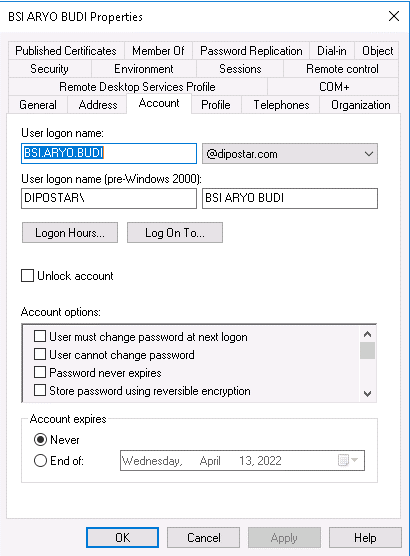 BSI ARYO BUDI Properties
Published Certificates Member Of Password Replication Dial-in Object
Security Environment Sessions Remote control
Remote Desktop Services Profile COM+
General Address Account Profile Telephones Organization
User logon name:
BSI.ARYO.BUDI @dipostar.com
User logon name (pre-Windows 2000):
DIPOSTAR\ BSI ARYO BUDI
Logon Hours... Log On To...
Unlock account
Account options:
User must change password at next logon
User cannot change password
Password never expires
Store password using reversible encryption
Account expires
Never
End of: Wednesday, April 13, 2022
OK Cancel Apply Help